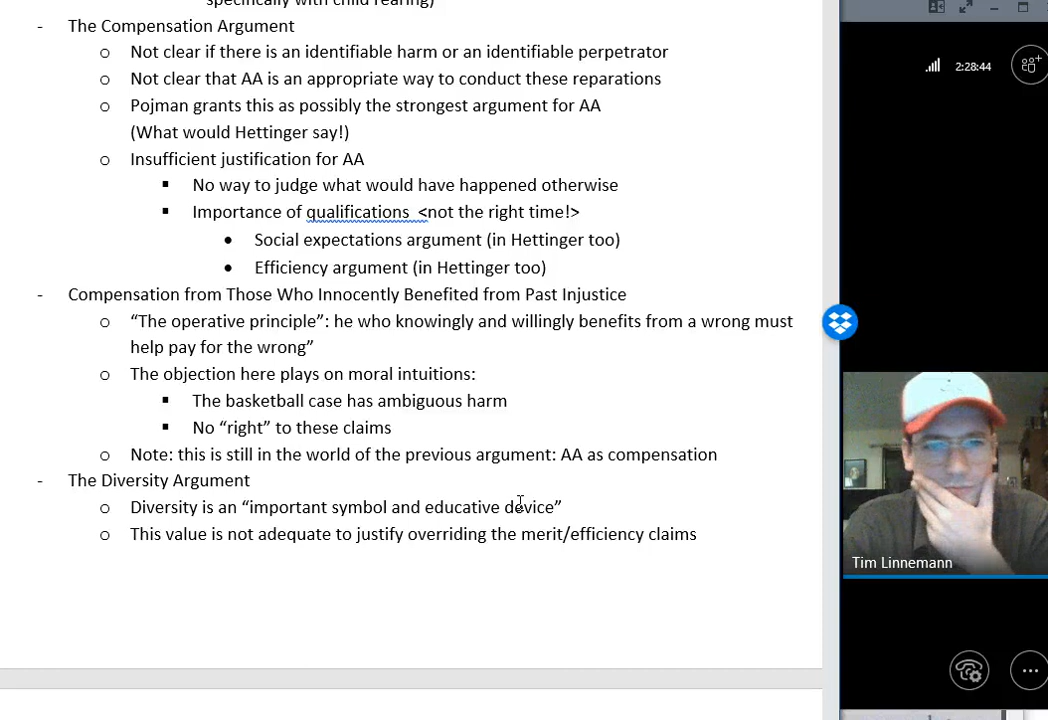 specifically with child rearing)
- The Compensation Argument
o Not clear if there is an identifiable harm or an identifiable perpetrator
o Not clear that AA is an appropriate way to conduct these reparations
o Pojman grants this as possibly the strongest argument for AA
(What would Hettinger say!)
o Insufficient justification for AA
▪ No way to judge what would have happened otherwise
▪ Importance of qualifications <not the right time!>
• Social expectations argument (in Hettinger too)
• Efficiency argument (in Hettinger too)
- Compensation from Those Who Innocently Benefited from Past Injustice
o “The operative principle”: he who knowingly and willingly benefits from a wrong must
help pay for the wrong”
o The objection here plays on moral intuitions:
▪ The basketball case has ambiguous harm
▪ No “right” to these claims
o Note: this is still in the world of the previous argument: AA as compensation
- The Diversity Argument
o Diversity is an “important symbol and educative device”
o This value is not adequate to justify overriding the merit/efficiency claims
2:28:44
Tim Linnemann